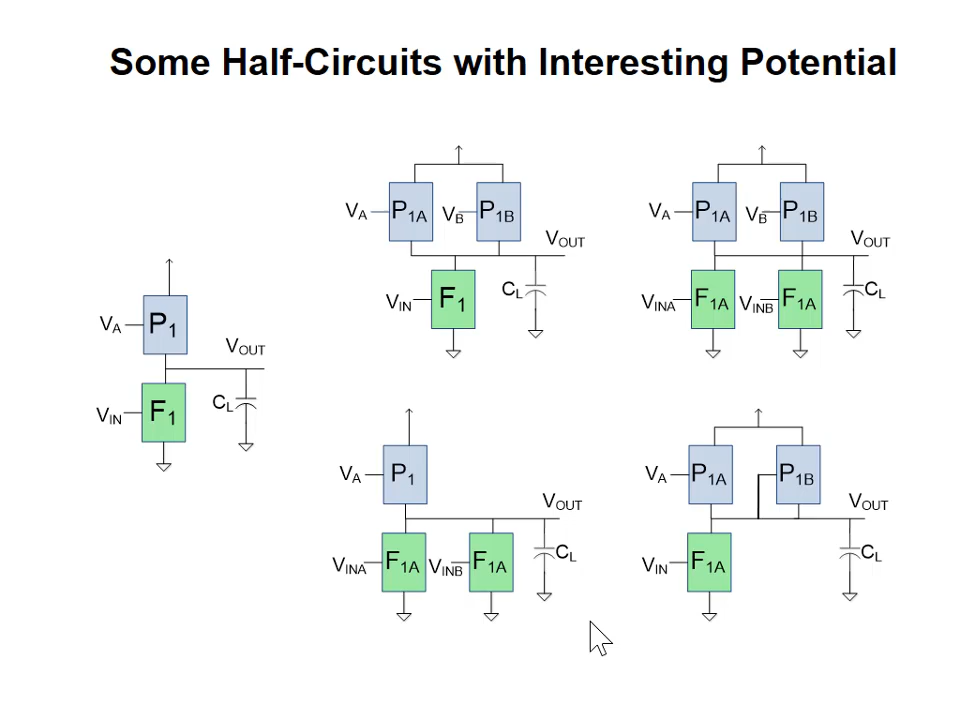 Some Half-Circuits with Interesting Potential
VA P1
VOUT
VIN F1 CL
VA P1A VB P1B
VOUT
VIN F1 CL
VA P1A VB P1B
VOUT
VINA F1A VINB F1A CL
VA P1
VOUT
VINA F1A VINB F1A CL
VA P1A P1B
VOUT
VIN F1A CL